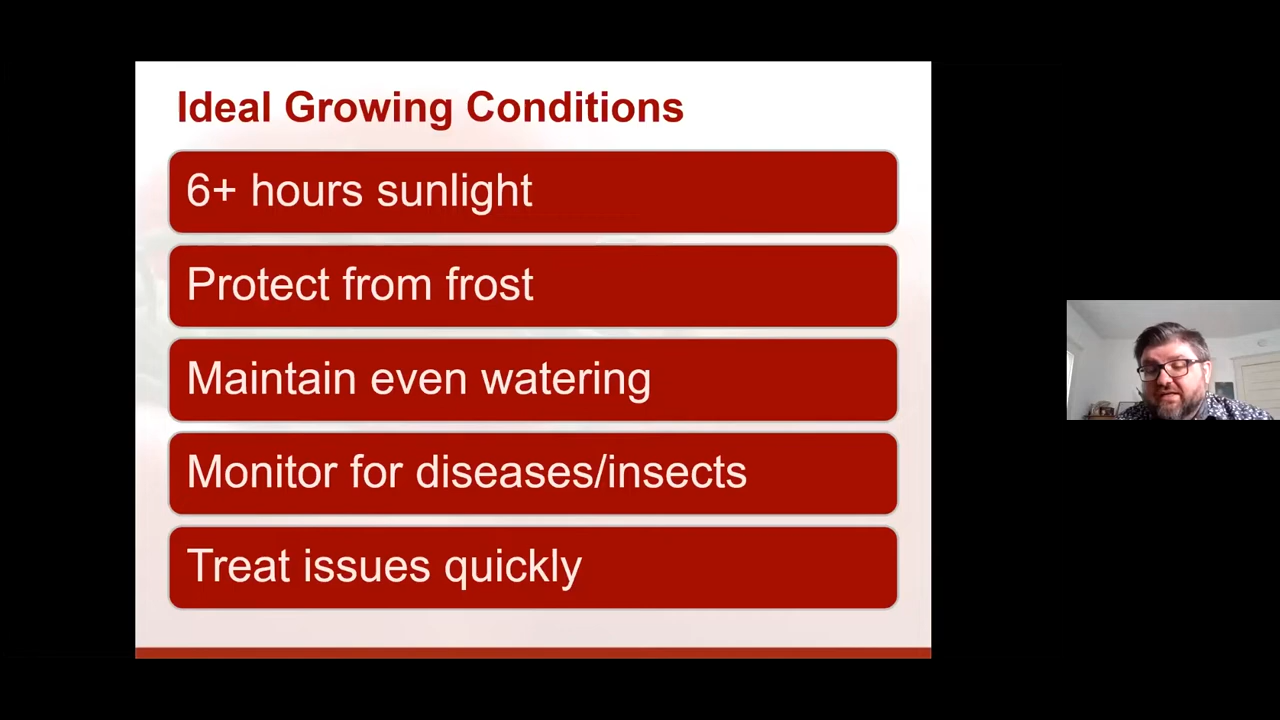 Ideal Growing Conditions
6+ hours sunlight
Protect from frost
Maintain even watering
Monitor for diseases/insects
Treat issues quickly